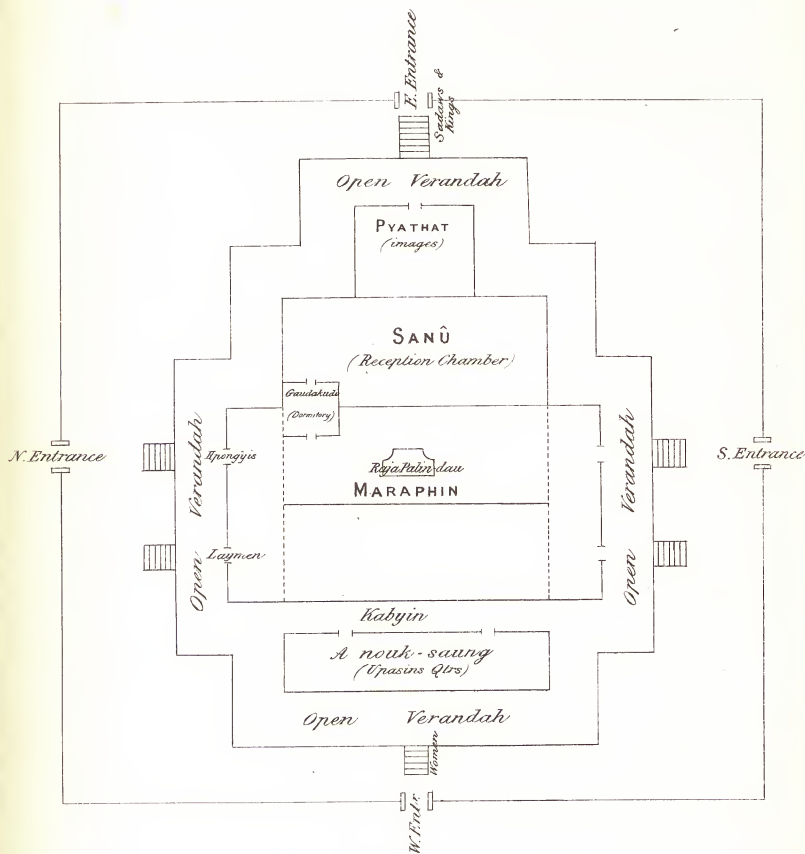 E. Entrance
Sadaws &
Kings
Open Verandah
PYATHAT
(images)
SANÛ
(Reception Chamber)
Gaudakudi
(Dormitory)
N. Entrance
Hpongyis
Open Verandah
Raja Palin dau
MARAPHIN
S. Entrance
Open Verandah
Laymen
Kabyin
A nouk-saung
(Upasins Qtrs)
Open Verandah
Women
W. Entr.